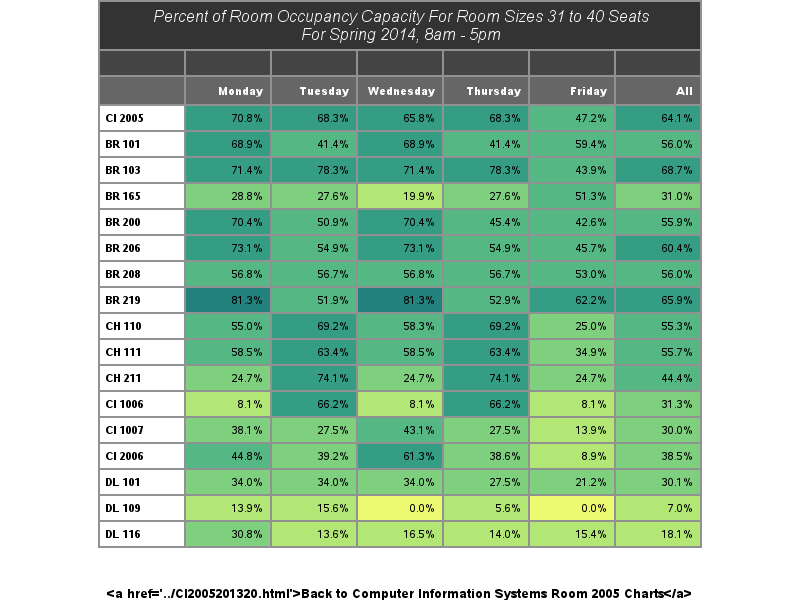 Percent of Room Occupancy Capacity For Room Sizes 31 to 40 Seats
For Spring 2014, 8am - 5pm
Monday Tuesday Wednesday Thursday Friday All
CI 2005 70.8% 68.3% 65.8% 68.3% 47.2% 64.1%
BR 101 68.9% 41.4% 68.9% 41.4% 59.4% 56.0%
BR 103 71.4% 78.3% 71.4% 78.3% 43.9% 68.7%
BR 165 28.8% 27.6% 19.9% 27.6% 51.3% 31.0%
BR 200 70.4% 50.9% 70.4% 45.4% 42.6% 55.9%
BR 206 73.1% 54.9% 73.1% 54.9% 45.7% 60.4%
BR 208 56.8% 56.7% 56.8% 56.7% 53.0% 56.0%
BR 219 81.3% 51.9% 81.3% 52.9% 62.2% 65.9%
CH 110 55.0% 69.2% 58.3% 69.2% 25.0% 55.3%
CH 111 58.5% 63.4% 58.5% 63.4% 34.9% 55.7%
CH 211 24.7% 74.1% 24.7% 74.1% 24.7% 44.4%
CI 1006 8.1% 66.2% 8.1% 66.2% 8.1% 31.3%
CI 1007 38.1% 27.5% 43.1% 27.5% 13.9% 30.0%
CI 2006 44.8% 39.2% 61.3% 38.6% 8.9% 38.5%
DL 101 34.0% 34.0% 34.0% 27.5% 21.2% 30.1%
DL 109 13.9% 15.6% 0.0% 5.6% 0.0% 7.0%
DL 116 30.8% 13.6% 16.5% 14.0% 15.4% 18.1%
<a href='../CI2005201320.html'>Back to Computer Information Systems Room 2005 Charts</a>